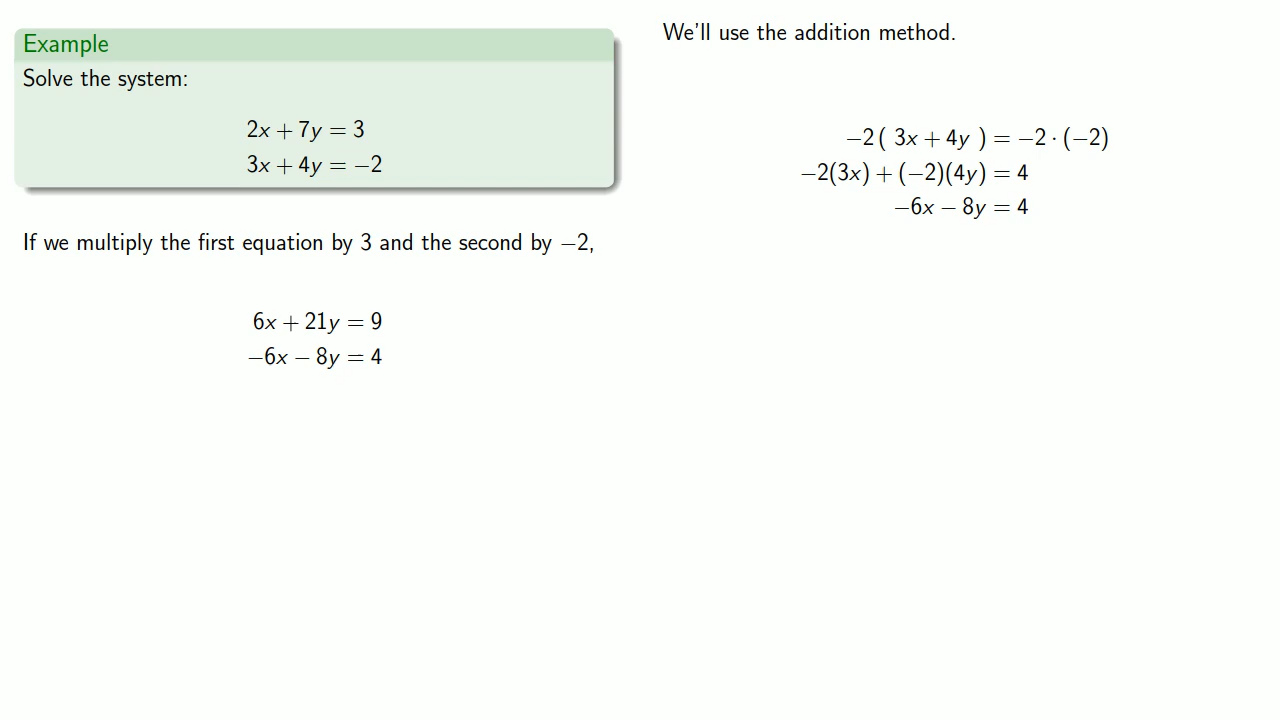 Example
Solve the system:
2x + 7y = 3
3x + 4y = −2
If we multiply the first equation by 3 and the second by −2,
6x + 21y = 9
−6x − 8y = 4
We'll use the addition method.
−2 ( 3x + 4y ) = −2 · (−2)
−2(3x) + (−2)(4y) = 4
−6x − 8y = 4